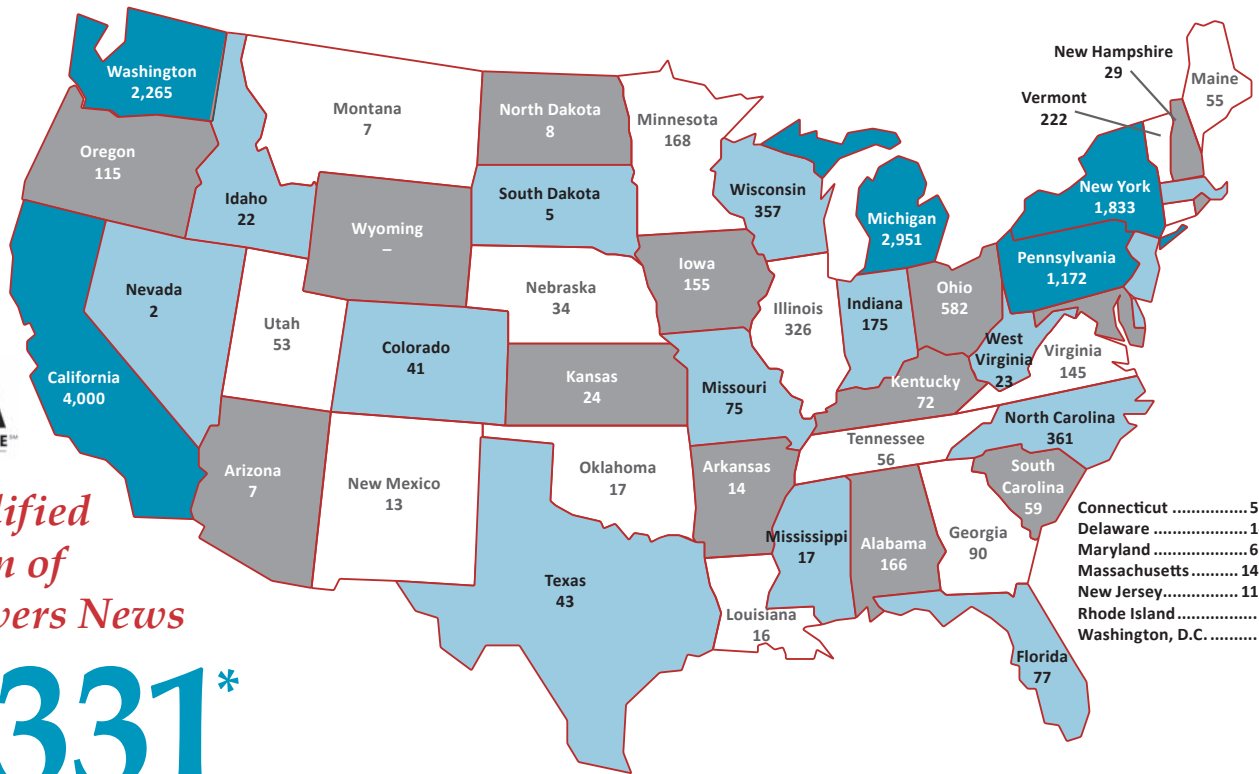 New Hampshire
29
Maine
55
Vermont
222
Washington
2,265
Montana
7
North Dakota
8
Minnesota
168
Oregon
115
Idaho
22
South Dakota
5
Wisconsin
357
Michigan
2,951
New York
1,833
Wyoming
–
Iowa
155
Pennsylvania
1,172
Nevada
2
Utah
53
Nebraska
34
Illinois
326
Indiana
175
Ohio
582
West
Virginia
23
Virginia
145
California
4,000
Colorado
41
Kansas
24
Missouri
75
Kentucky
72
North Carolina
361
Tennessee
56
Arizona
7
New Mexico
13
Oklahoma
17
Arkansas
14
South
Carolina
59
Mississippi
17
Alabama
166
Georgia
90
Texas
43
Louisiana
16
Florida
77
Connecticut ................5
Delaware ....................1
Maryland ....................6
Massachusetts ..........14
New Jersey ................11
Rhode Island .................
Washington, D.C. ..........
A
E SM
lified
n of
vers News
331*